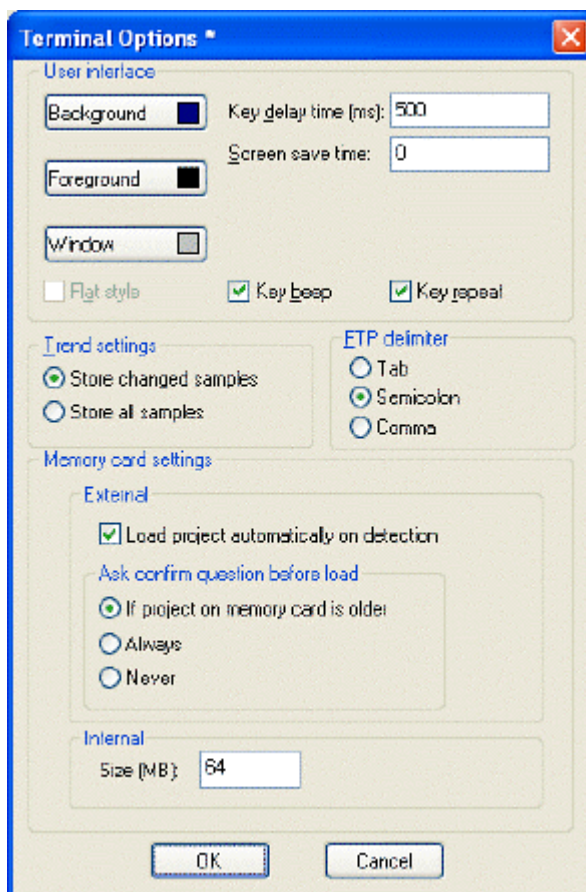 Terminal Options *
User interface
Background
Key delay time (ms): 500
Screen save time: 0
Foreground
Window
Flat style
Key beep
Key repeat
Trend settings
Store changed samples
Store all samples
FTP delimiter
Tab
Semicolon
Comma
Memory card settings
External
Load project automatically on detection
Ask confirm question before load
If project on memory card is older
Always
Never
Internal
Size (MB): 64
OK
Cancel